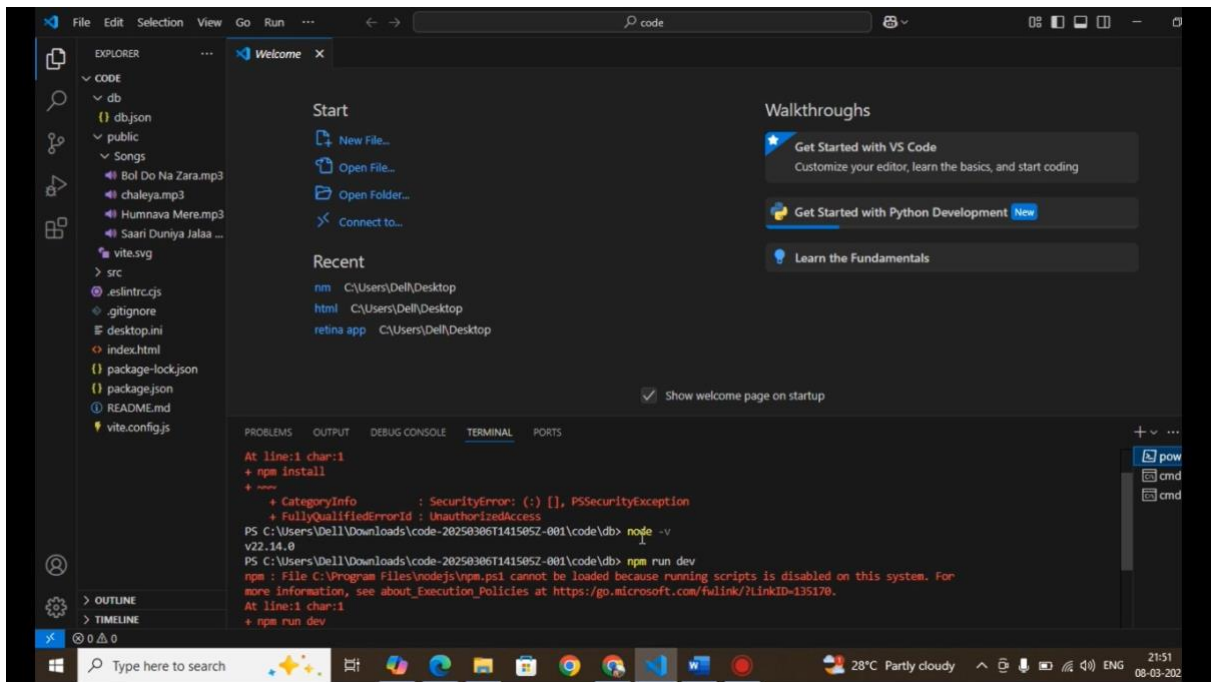 File Edit Selection View Go Run ··· code
EXPLORER ···
CODE
db
{} db.json
public
Songs
Bol Do Na Zara.mp3
chaleya.mp3
Humnava Mere.mp3
Saari Duniya Jalaa ...
vite.svg
src
.eslintrc.cjs
.gitignore
desktop.ini
index.html
{} package-lock.json
{} package.json
README.md
vite.config.js
OUTLINE
TIMELINE
Welcome
Start
New File...
Open File...
Open Folder...
Connect to...
Recent
nm C:\Users\Dell\Desktop
html C:\Users\Dell\Desktop
retina app C:\Users\Dell\Desktop
Walkthroughs
Get Started with VS Code
Customize your editor, learn the basics, and start coding
Get Started with Python Development New
Learn the Fundamentals
Show welcome page on startup
PROBLEMS OUTPUT DEBUG CONSOLE TERMINAL PORTS
At line:1 char:1
+ npm install
+ ~~~
+ CategoryInfo : SecurityError: (:) [], PSSecurityException
+ FullyQualifiedErrorId : UnauthorizedAccess
PS C:\Users\Dell\Downloads\code-20250306T141505Z-001\code\db> node -v
v22.14.0
PS C:\Users\Dell\Downloads\code-20250306T141505Z-001\code\db> npm run dev
npm : File C:\Program Files\nodejs\npm.ps1 cannot be loaded because running scripts is disabled on this system. For
more information, see about_Execution_Policies at https:/go.microsoft.com/fwlink/?LinkID=135170.
At line:1 char:1
+ npm run dev
pow
cmd
cmd
0 0
Type here to search
28°C Partly cloudy
ENG
21:51
08-03-202